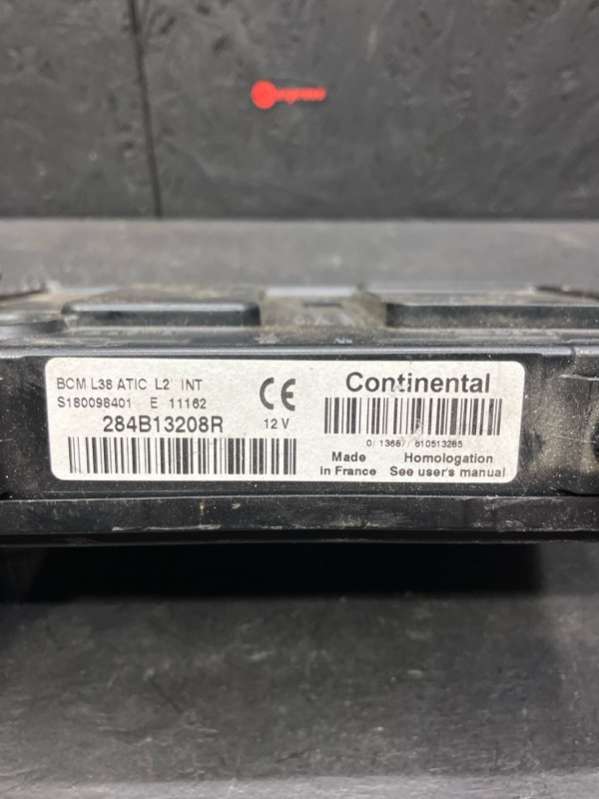 BCM L38 ATIC L2 INT
S180098401 E 11162
284B13208R
CE
12 V
Continental
Made
in France
Homologation
See user's manual